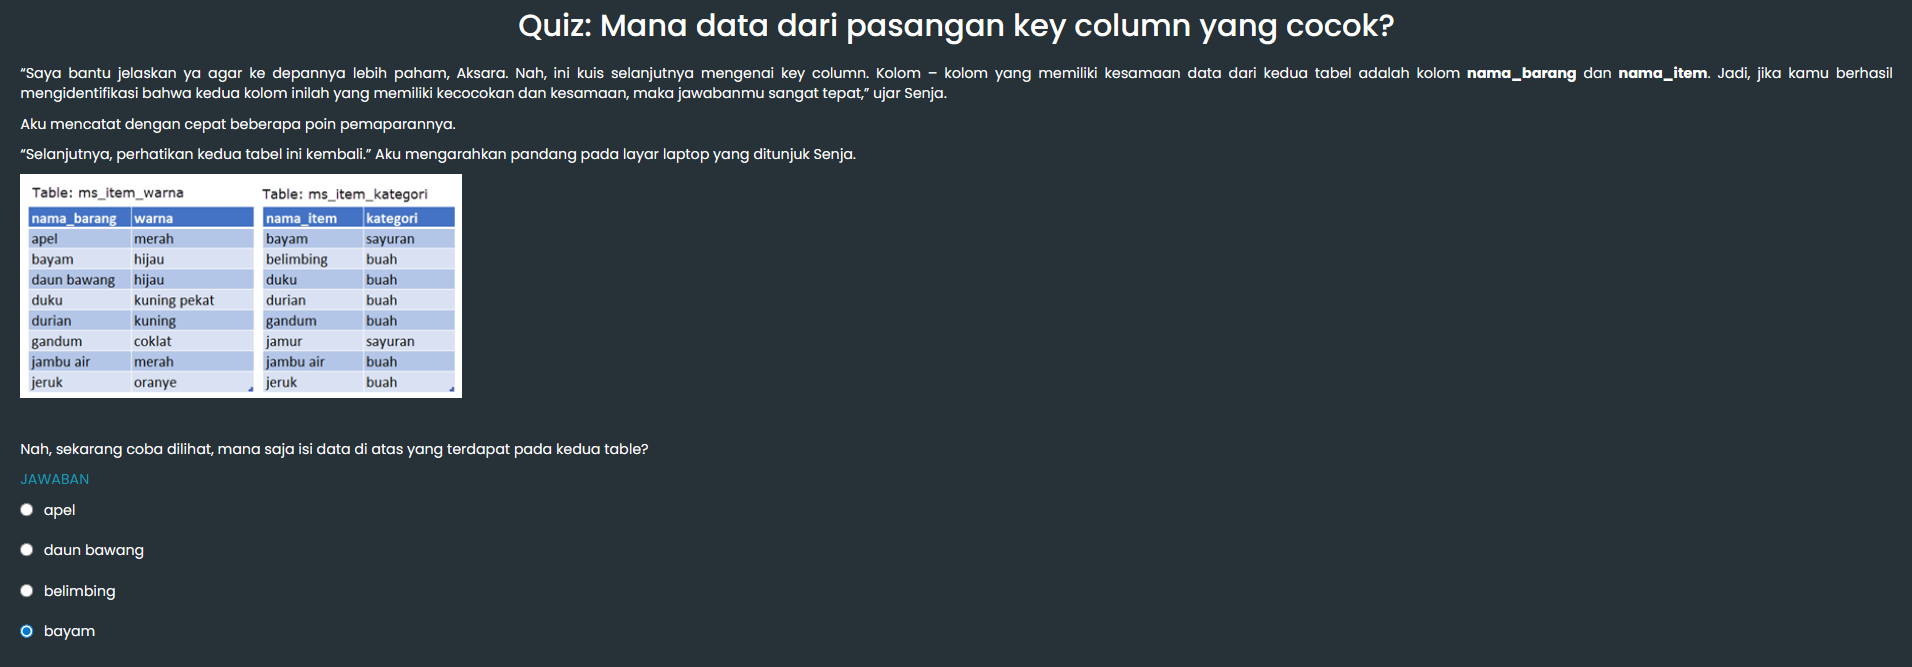 Quiz: Mana data dari pasangan key column yang cocok?
“Saya bantu jelaskan ya agar ke depannya lebih paham, Aksara. Nah, ini kuis selanjutnya mengenai key column. Kolom – kolom yang memiliki kesamaan data dari kedua tabel adalah kolom nama_barang dan nama_item. Jadi, jika kamu berhasil
mengidentifikasi bahwa kedua kolom inilah yang memiliki kecocokan dan kesamaan, maka jawabanmu sangat tepat,” ujar Senja.
Aku mencatat dengan cepat beberapa poin pemaparannya.
“Selanjutnya, perhatikan kedua tabel ini kembali.” Aku mengarahkan pandang pada layar laptop yang ditunjuk Senja.
Table: ms_item_warna
nama_barang warna
apel merah
bayam hijau
daun bawang hijau
duku kuning pekat
durian kuning
gandum coklat
jambu air merah
jeruk oranye
Table: ms_item_kategori
nama_item kategori
bayam sayuran
belimbing buah
duku buah
durian buah
gandum buah
jamur sayuran
jambu air buah
jeruk buah
Nah, sekarang coba dilihat, mana saja isi data di atas yang terdapat pada kedua table?
JAWABAN
apel
daun bawang
belimbing
bayam